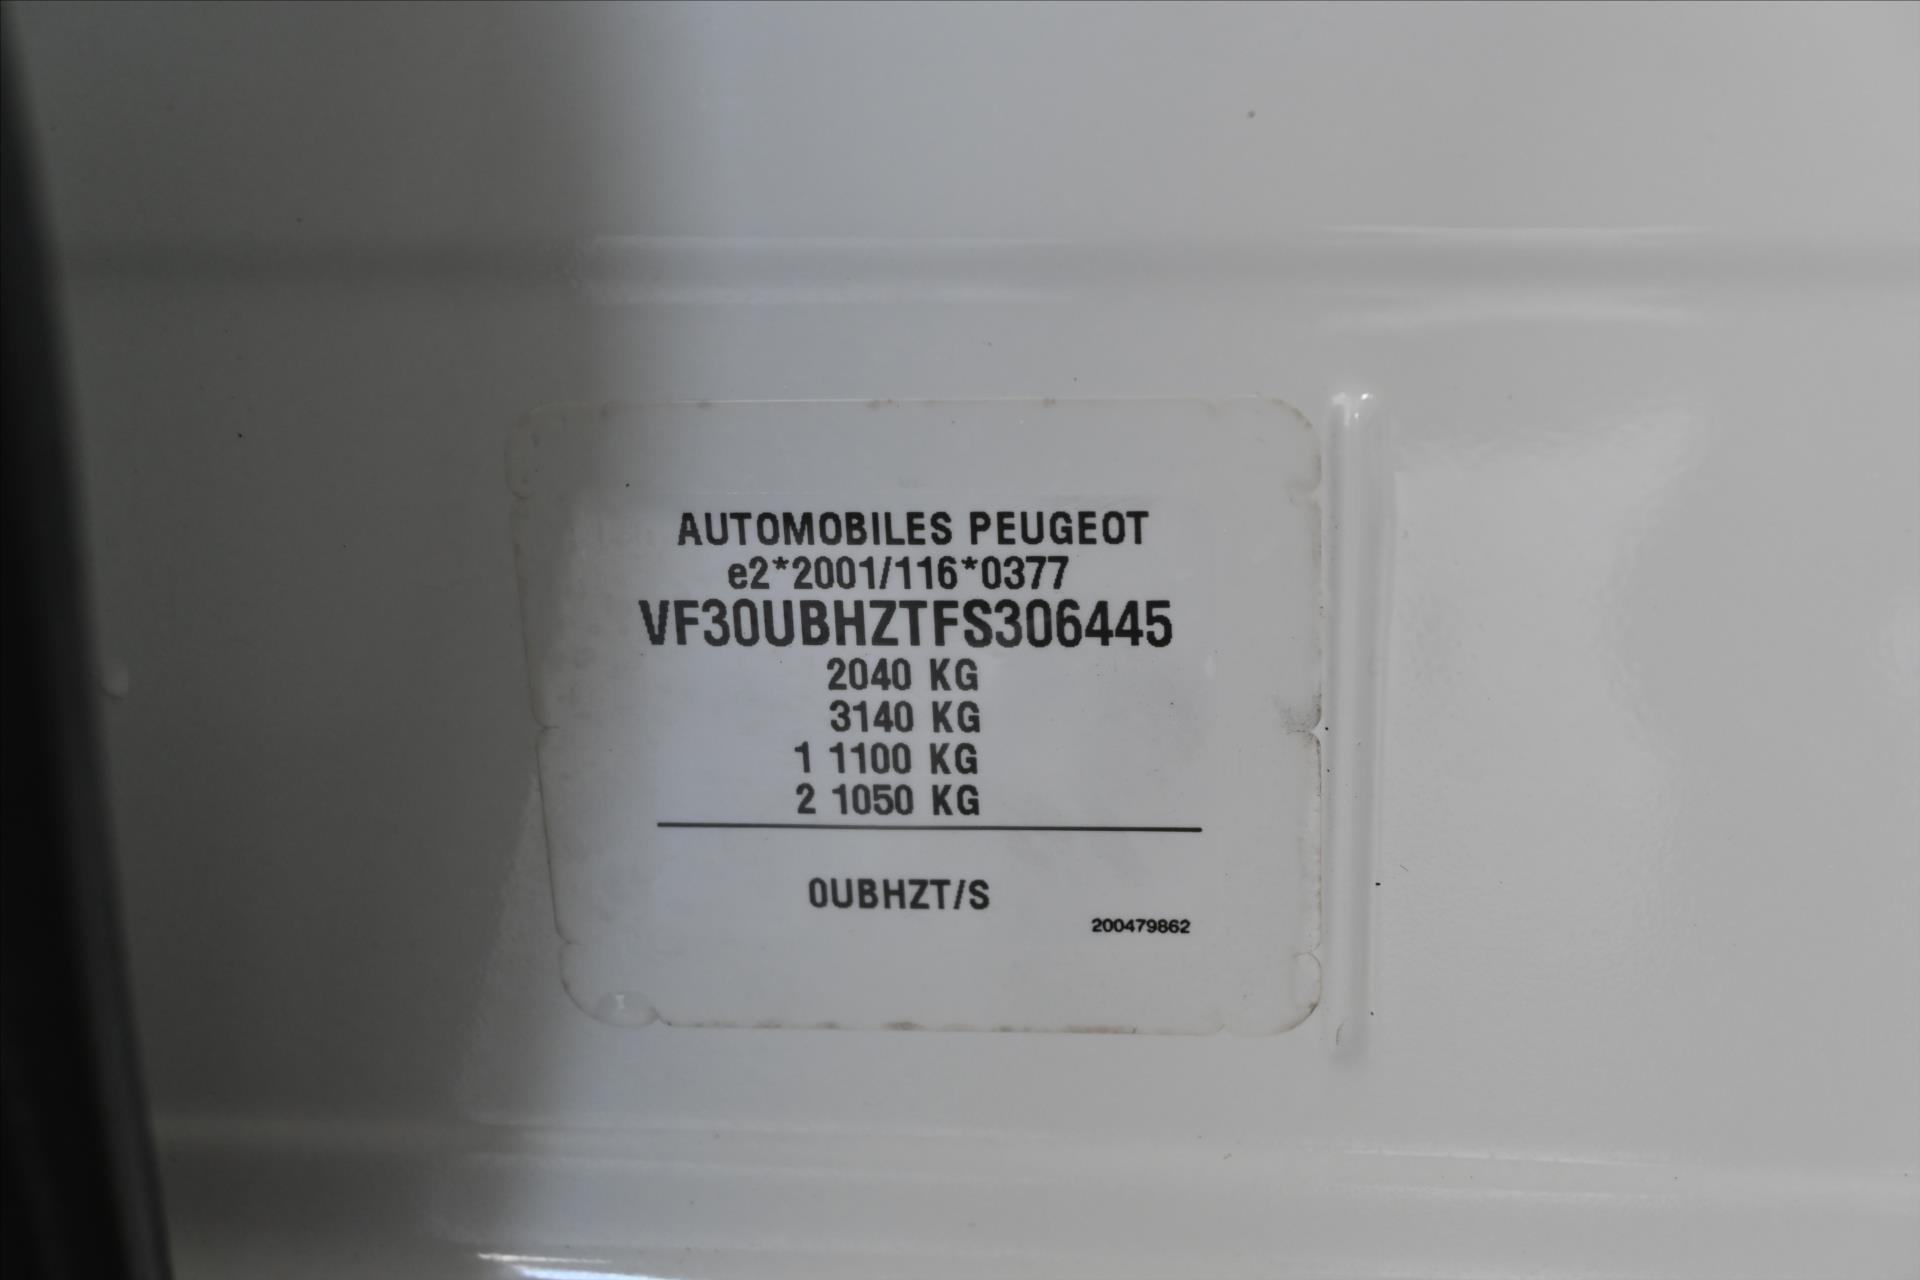 AUTOMOBILES PEUGEOT
e2*2001/116*0377
VF30UBHZTFS306445
2040 KG
3140 KG
1 1100 KG
2 1050 KG
0UBHZT/S
200479862